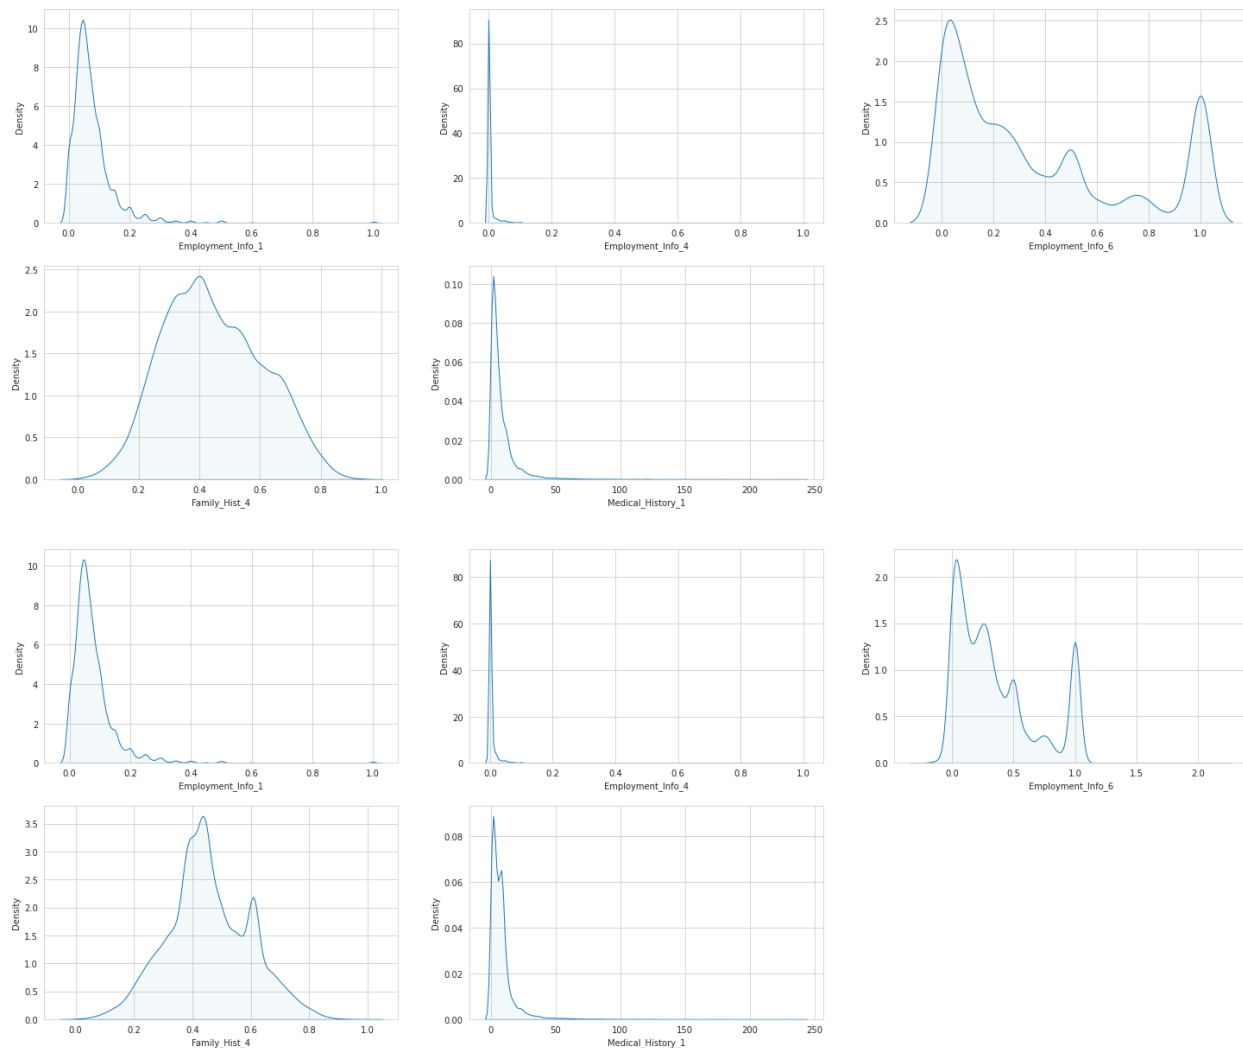 10
8
6
4
2
0
Density
0.0 0.2 0.4 0.6 0.8 1.0
Employment_Info_1
80
60
40
20
0
Density
0.0 0.2 0.4 0.6 0.8 1.0
Employment_Info_4
2.5
2.0
1.5
1.0
0.5
0.0
Density
0.0 0.2 0.4 0.6 0.8 1.0
Employment_Info_6
2.5
2.0
1.5
1.0
0.5
0.0
Density
0.0 0.2 0.4 0.6 0.8 1.0
Family_Hist_4
0.10
0.08
0.06
0.04
0.02
0.00
Density
0 50 100 150 200 250
Medical_History_1
10
8
6
4
2
0
Density
0.0 0.2 0.4 0.6 0.8 1.0
Employment_Info_1
80
60
40
20
0
Density
0.0 0.2 0.4 0.6 0.8 1.0
Employment_Info_4
2.0
1.5
1.0
0.5
0.0
Density
0.0 0.5 1.0 1.5 2.0
Employment_Info_6
3.5
3.0
2.5
2.0
1.5
1.0
0.5
0.0
Density
0.0 0.2 0.4 0.6 0.8 1.0
Family_Hist_4
0.08
0.06
0.04
0.02
0.00
Density
0 50 100 150 200 250
Medical_History_1